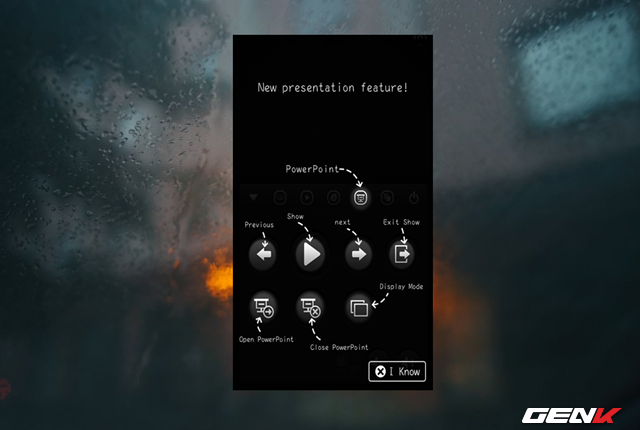 New presentation feature!
PowerPoint
Previous
Show
next
Exit Show
Display Mode
Open PowerPoint
Close PowerPoint
I Know
GENK